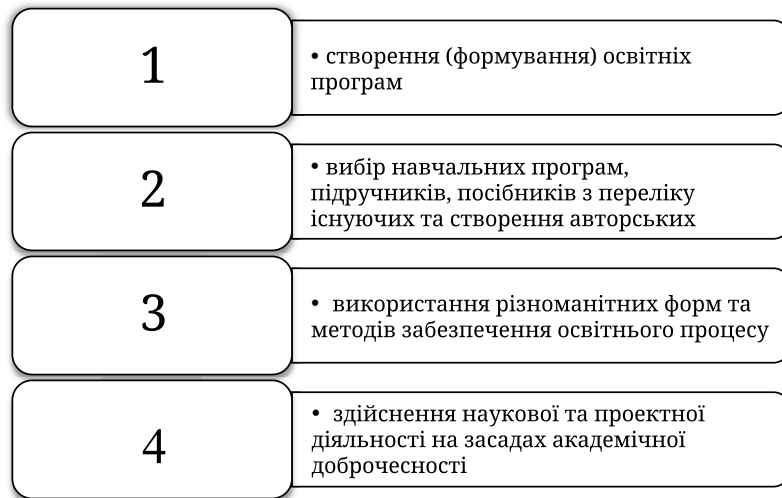 1
• створення (формування) освітніх
програм
2
• вибір навчальних програм,
підручників, посібників з переліку
існуючих та створення авторських
3
• використання різноманітних форм та
методів забезпечення освітнього процесу
4
• здійснення наукової та проектної
діяльності на засадах академічної
доброчесності